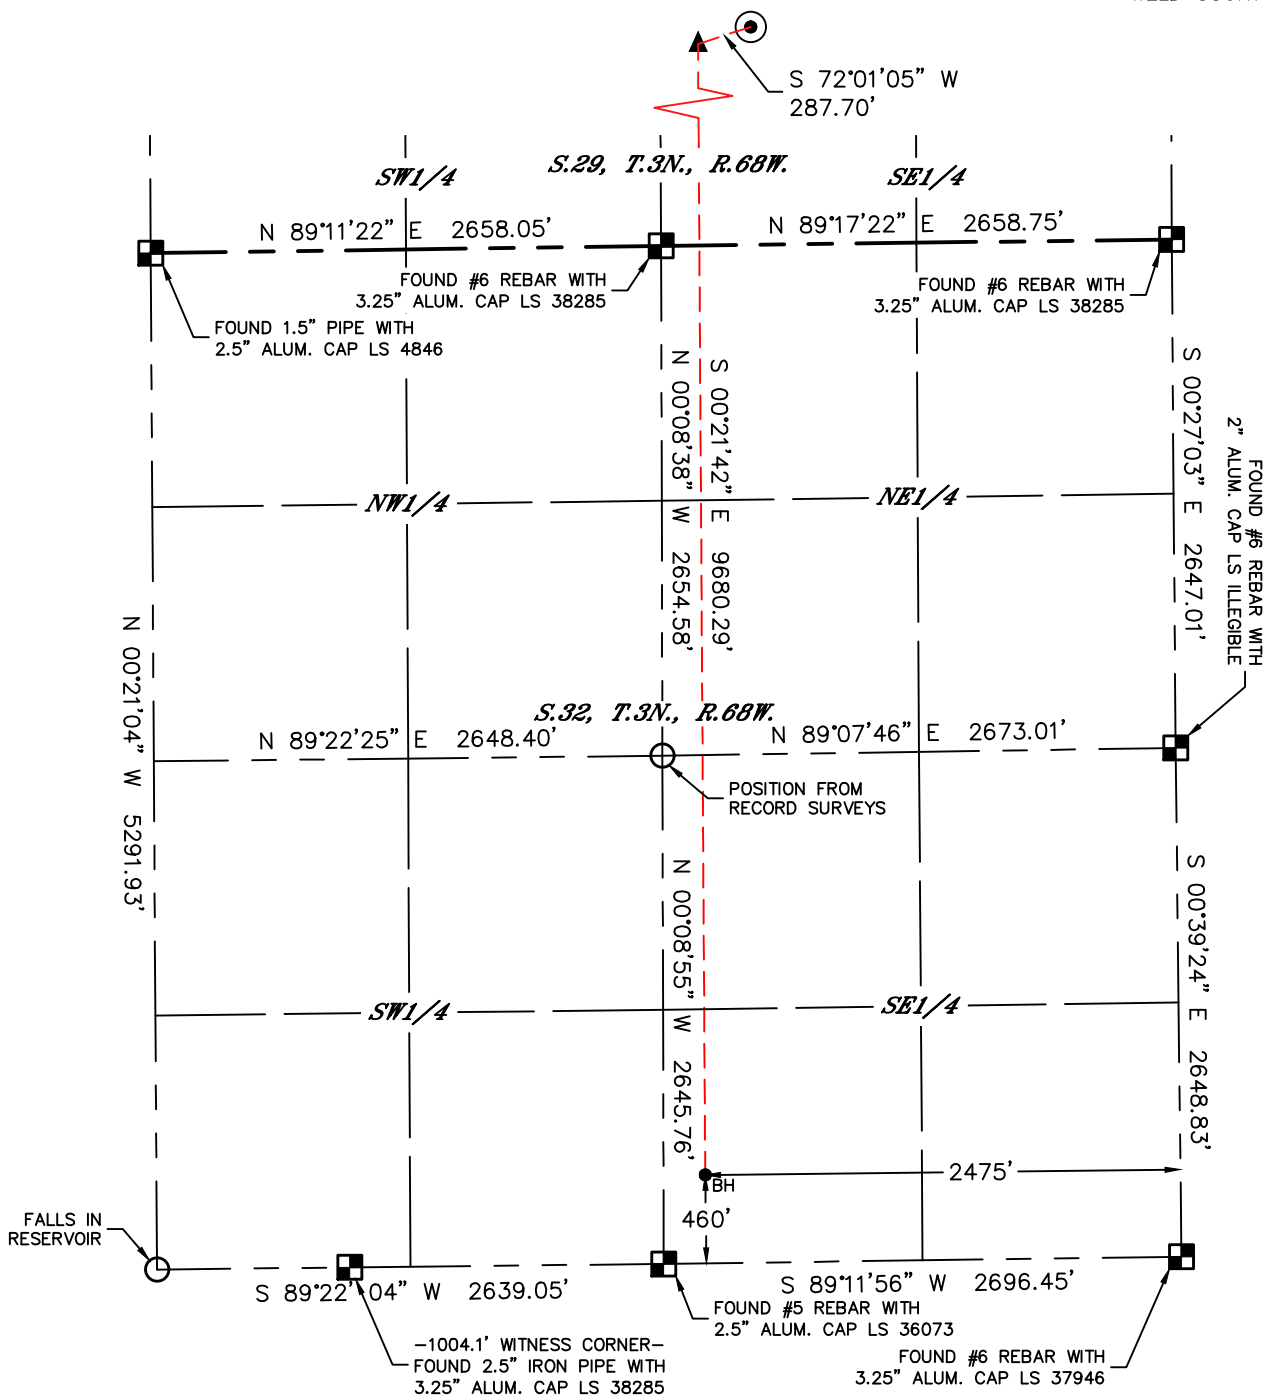 S 72°01'05" W
287.70'
S.29, T.3N., R.68W.
SW1/4
SE1/4
N 89°11'22" E 2658.05'
N 89°17'22" E 2658.75'
FOUND #6 REBAR WITH
3.25" ALUM. CAP LS 38285
FOUND #6 REBAR WITH
3.25" ALUM. CAP LS 38285
FOUND 1.5" PIPE WITH
2.5" ALUM. CAP LS 4846
N 00°08'38" W 2654.58'
S 00°21'42" E 9680.29'
S 00°27'03" E 2647.01'
FOUND #6 REBAR WITH
2" ALUM. CAP LS ILLEGIBLE
NW1/4
NE1/4
N 00°21'04" W 5291.93'
S.32, T.3N., R.68W.
N 89°22'25" E 2648.40'
N 89°07'46" E 2673.01'
POSITION FROM
RECORD SURVEYS
N 00°08'55" W 2645.76'
S 00°39'24" E 2648.83'
SW1/4
SE1/4
BH
2475'
460'
FALLS IN
RESERVOIR
S 89°22'04" W 2639.05'
S 89°11'56" W 2696.45'
FOUND #5 REBAR WITH
2.5" ALUM. CAP LS 36073
-1004.1' WITNESS CORNER-
FOUND 2.5" IRON PIPE WITH
3.25" ALUM. CAP LS 38285
FOUND #6 REBAR WITH
3.25" ALUM. CAP LS 37946